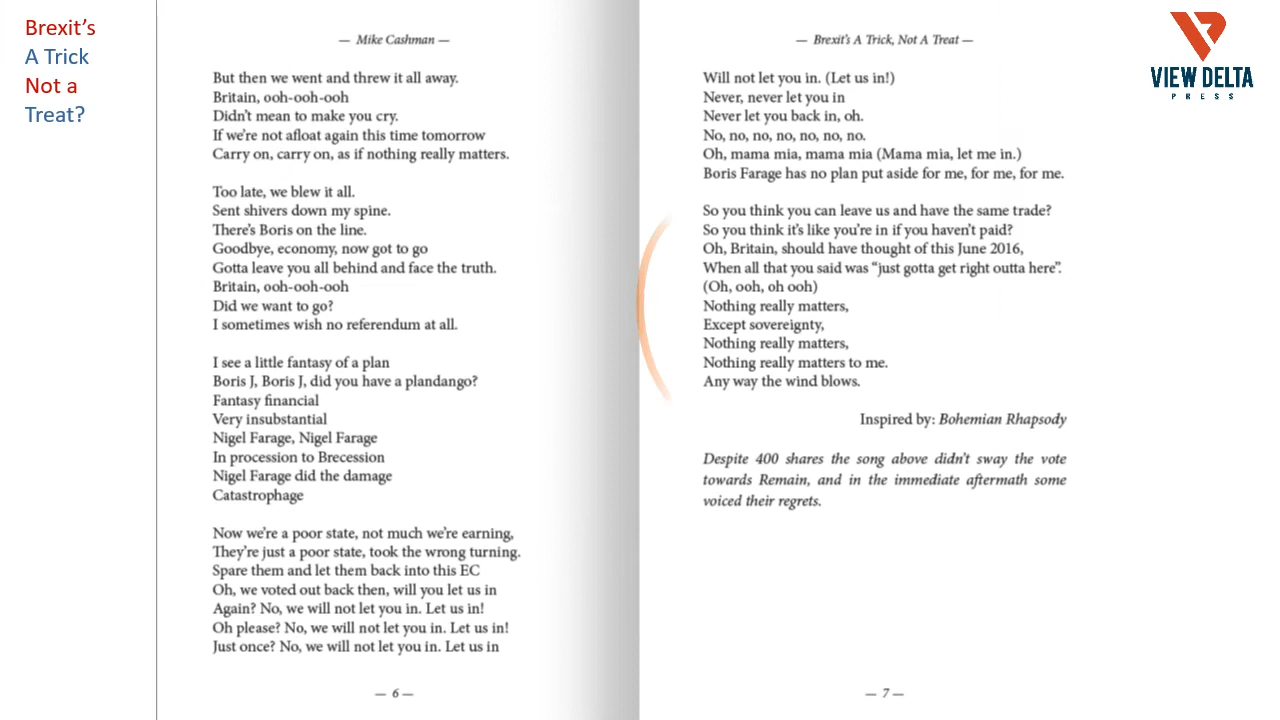 Brexit's
A Trick
Not a
Treat?
— Mike Cashman —
But then we went and threw it all away.
Britain, ooh-ooh-ooh
Didn't mean to make you cry.
If we're not afloat again this time tomorrow
Carry on, carry on, as if nothing really matters.
Too late, we blew it all.
Sent shivers down my spine.
There's Boris on the line.
Goodbye, economy, now got to go
Gotta leave you all behind and face the truth.
Britain, ooh-ooh-ooh
Did we want to go?
I sometimes wish no referendum at all.
I see a little fantasy of a plan
Boris J, Boris J, did you have a plandango?
Fantasy financial
Very insubstantial
Nigel Farage, Nigel Farage
In procession to Brecession
Nigel Farage did the damage
Catastrophage
Now we're a poor state, not much we're earning,
They're just a poor state, took the wrong turning.
Spare them and let them back into this EC
Oh, we voted out back then, will you let us in
Again? No, we will not let you in. Let us in!
Oh please? No, we will not let you in. Let us in!
Just once? No, we will not let you in. Let us in
— 6 —
— Brexit's A Trick, Not A Treat —
Will not let you in. (Let us in!)
Never, never let you in
Never let you back in, oh.
No, no, no, no, no, no, no.
Oh, mama mia, mama mia (Mama mia, let me in.)
Boris Farage has no plan put aside for me, for me, for me.
So you think you can leave us and have the same trade?
So you think it's like you're in if you haven't paid?
Oh, Britain, should have thought of this June 2016,
When all that you said was "just gotta get right outta here".
(Oh, ooh, oh ooh)
Nothing really matters,
Except sovereignty,
Nothing really matters,
Nothing really matters to me.
Any way the wind blows.
Inspired by: Bohemian Rhapsody
Despite 400 shares the song above didn't sway the vote
towards Remain, and in the immediate aftermath some
voiced their regrets.
— 7 —
VIEW DELTA
PRESS